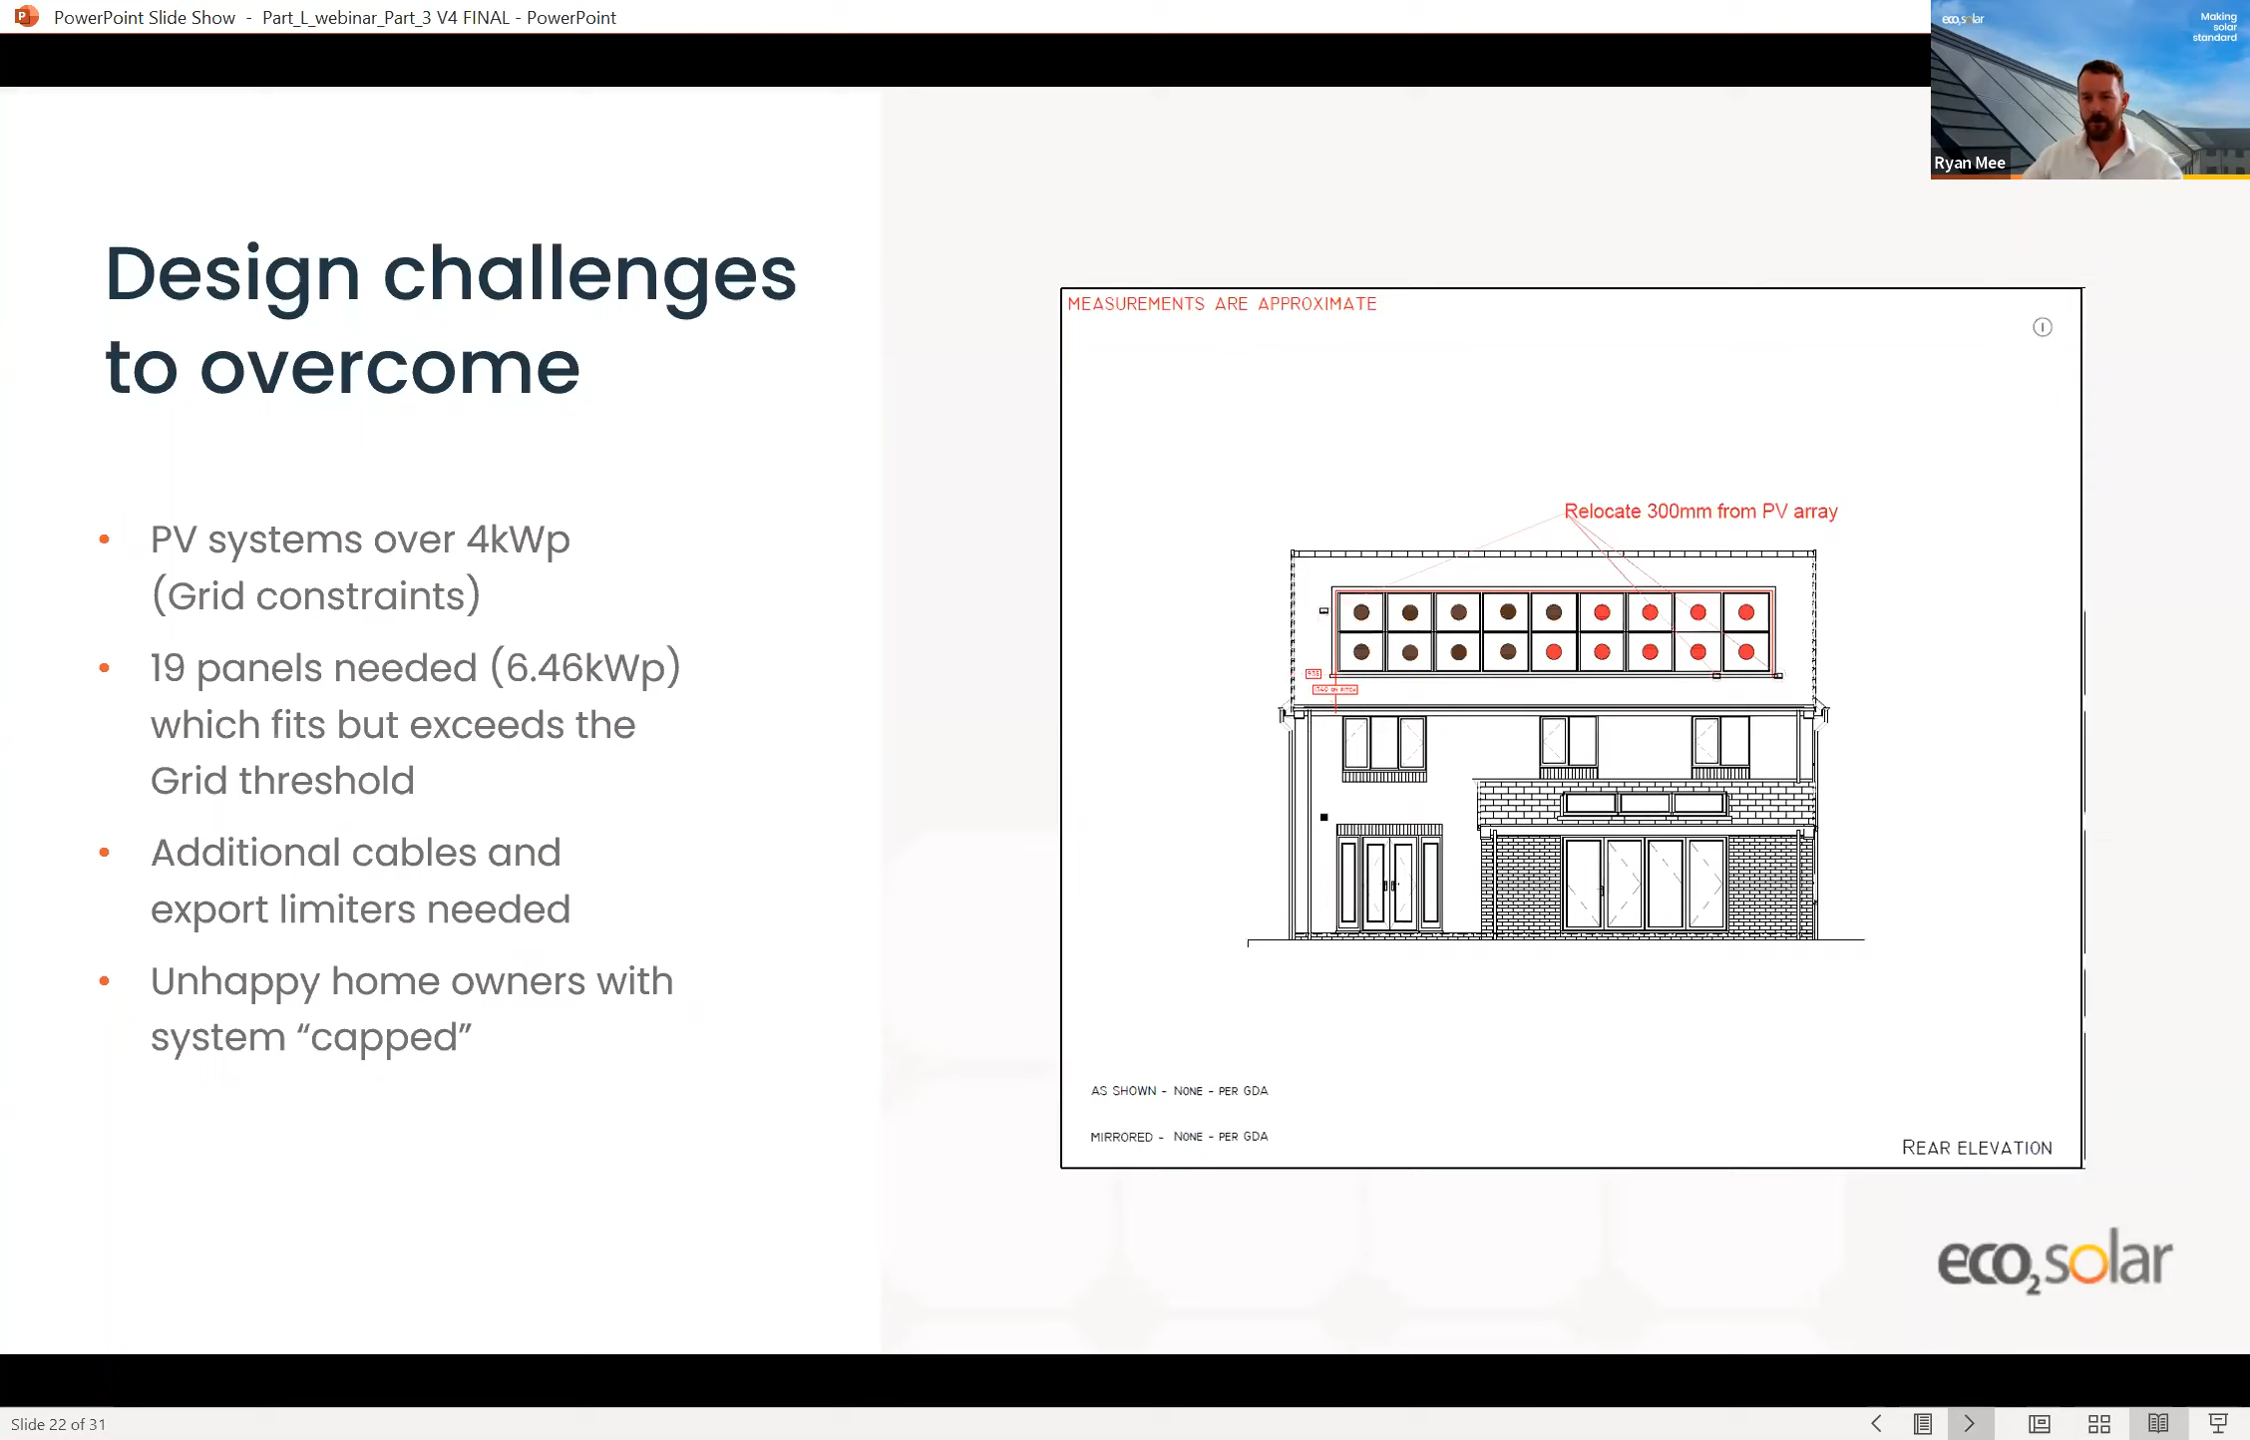 PowerPoint Slide Show - Part_L_webinar_Part_3 V4 FINAL - PowerPoint
eco2solar
Making
solar
standard
Ryan Mee
Design challenges
to overcome
• PV systems over 4kWp
(Grid constraints)
• 19 panels needed (6.46kWp)
which fits but exceeds the
Grid threshold
• Additional cables and
export limiters needed
• Unhappy home owners with
system “capped”
MEASUREMENTS ARE APPROXIMATE
Relocate 300mm from PV array
AS SHOWN - NONE - PER GDA
MIRRORED - NONE - PER GDA
REAR ELEVATION
eco2solar
Slide 22 of 31